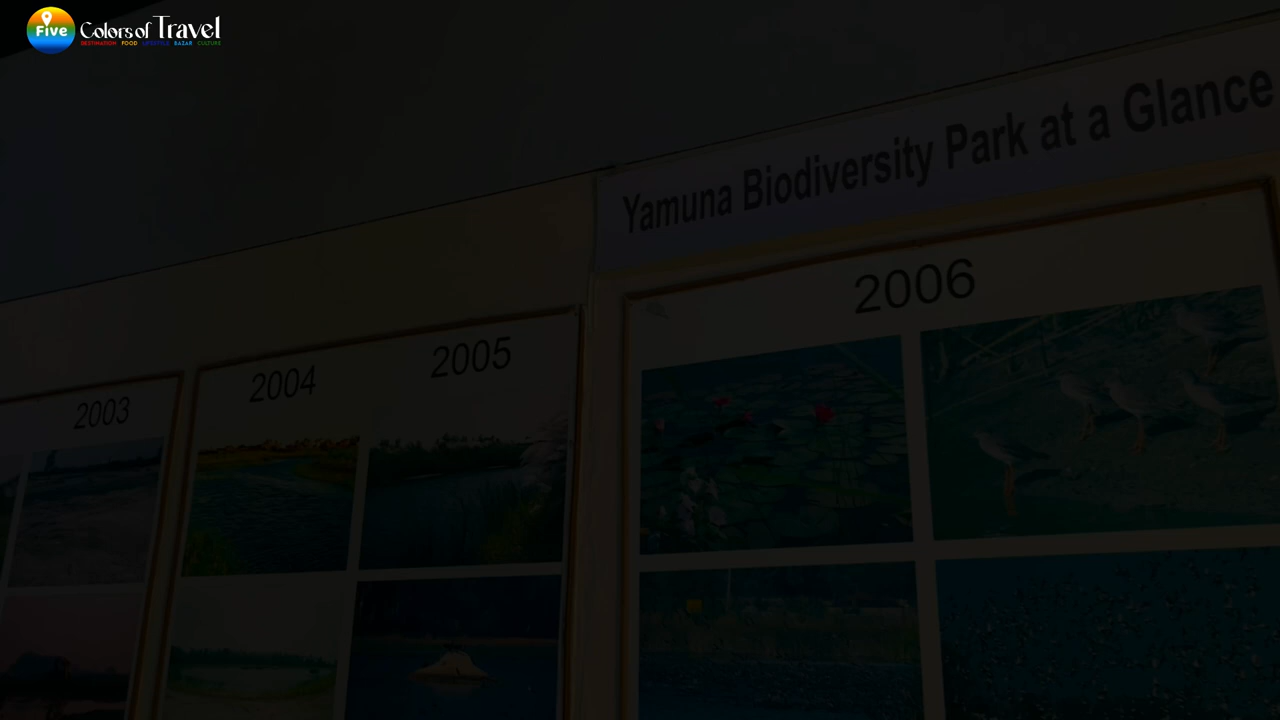 Five
Colors of Travel
DESTINATION FOOD LIFESTYLE BAZAR CULTURE
Yamuna Biodiversity Park at a Glance
2006
2005
2004
2003